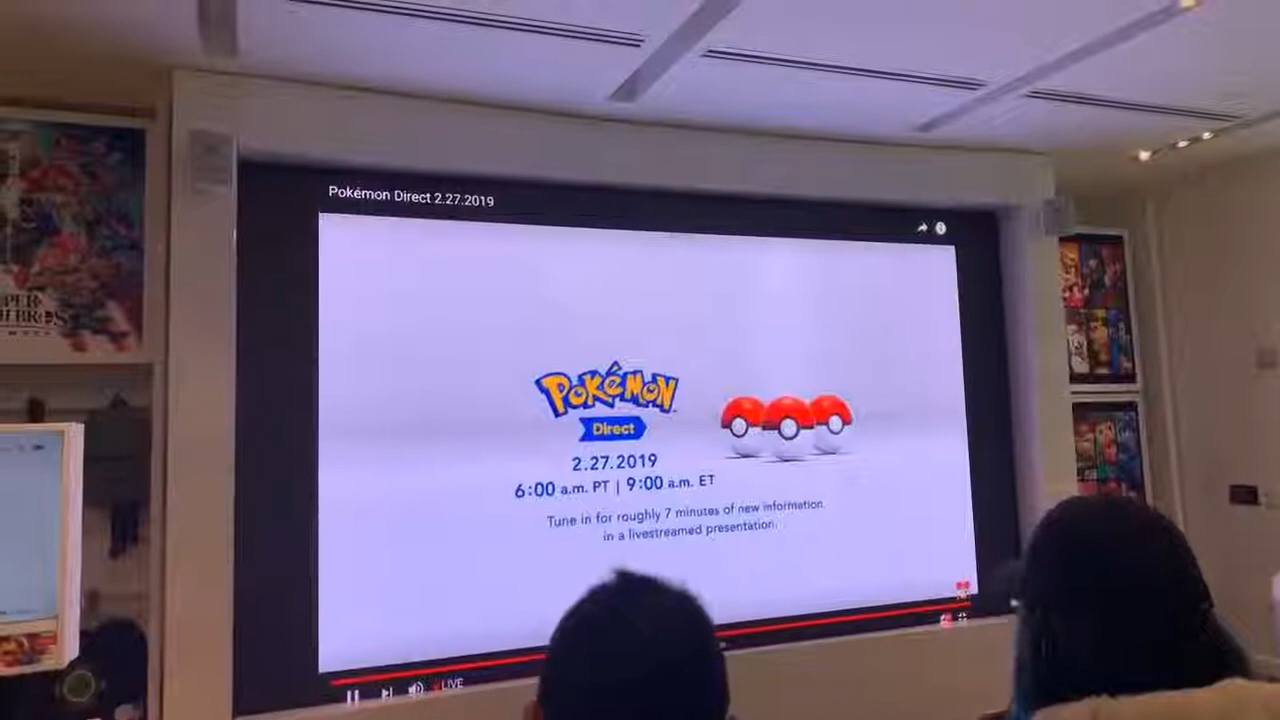 Pokémon Direct 2.27.2019
POKéMON
Direct
2.27.2019
6:00 a.m. PT | 9:00 a.m. ET
Tune in for roughly 7 minutes of new information
in a livestreamed presentation.
LIVE